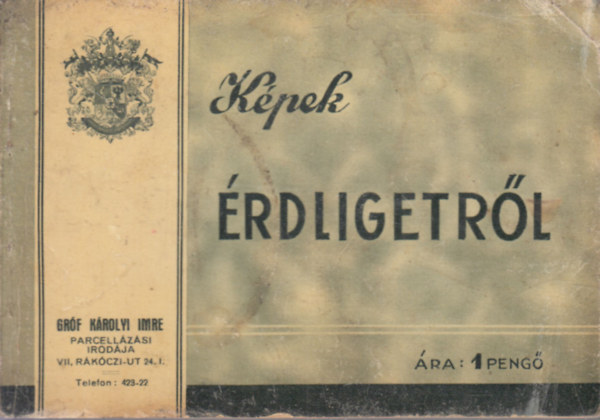 Képek
ÉRDLIGETRŐL
GRÓF KÁROLYI IMRE
PARCELLÁZÁSI
IRODÁJA
VII, RÁKÓCZI-UT 24. I.
Telefon: 423-22
ÁRA: 1 PENGŐ